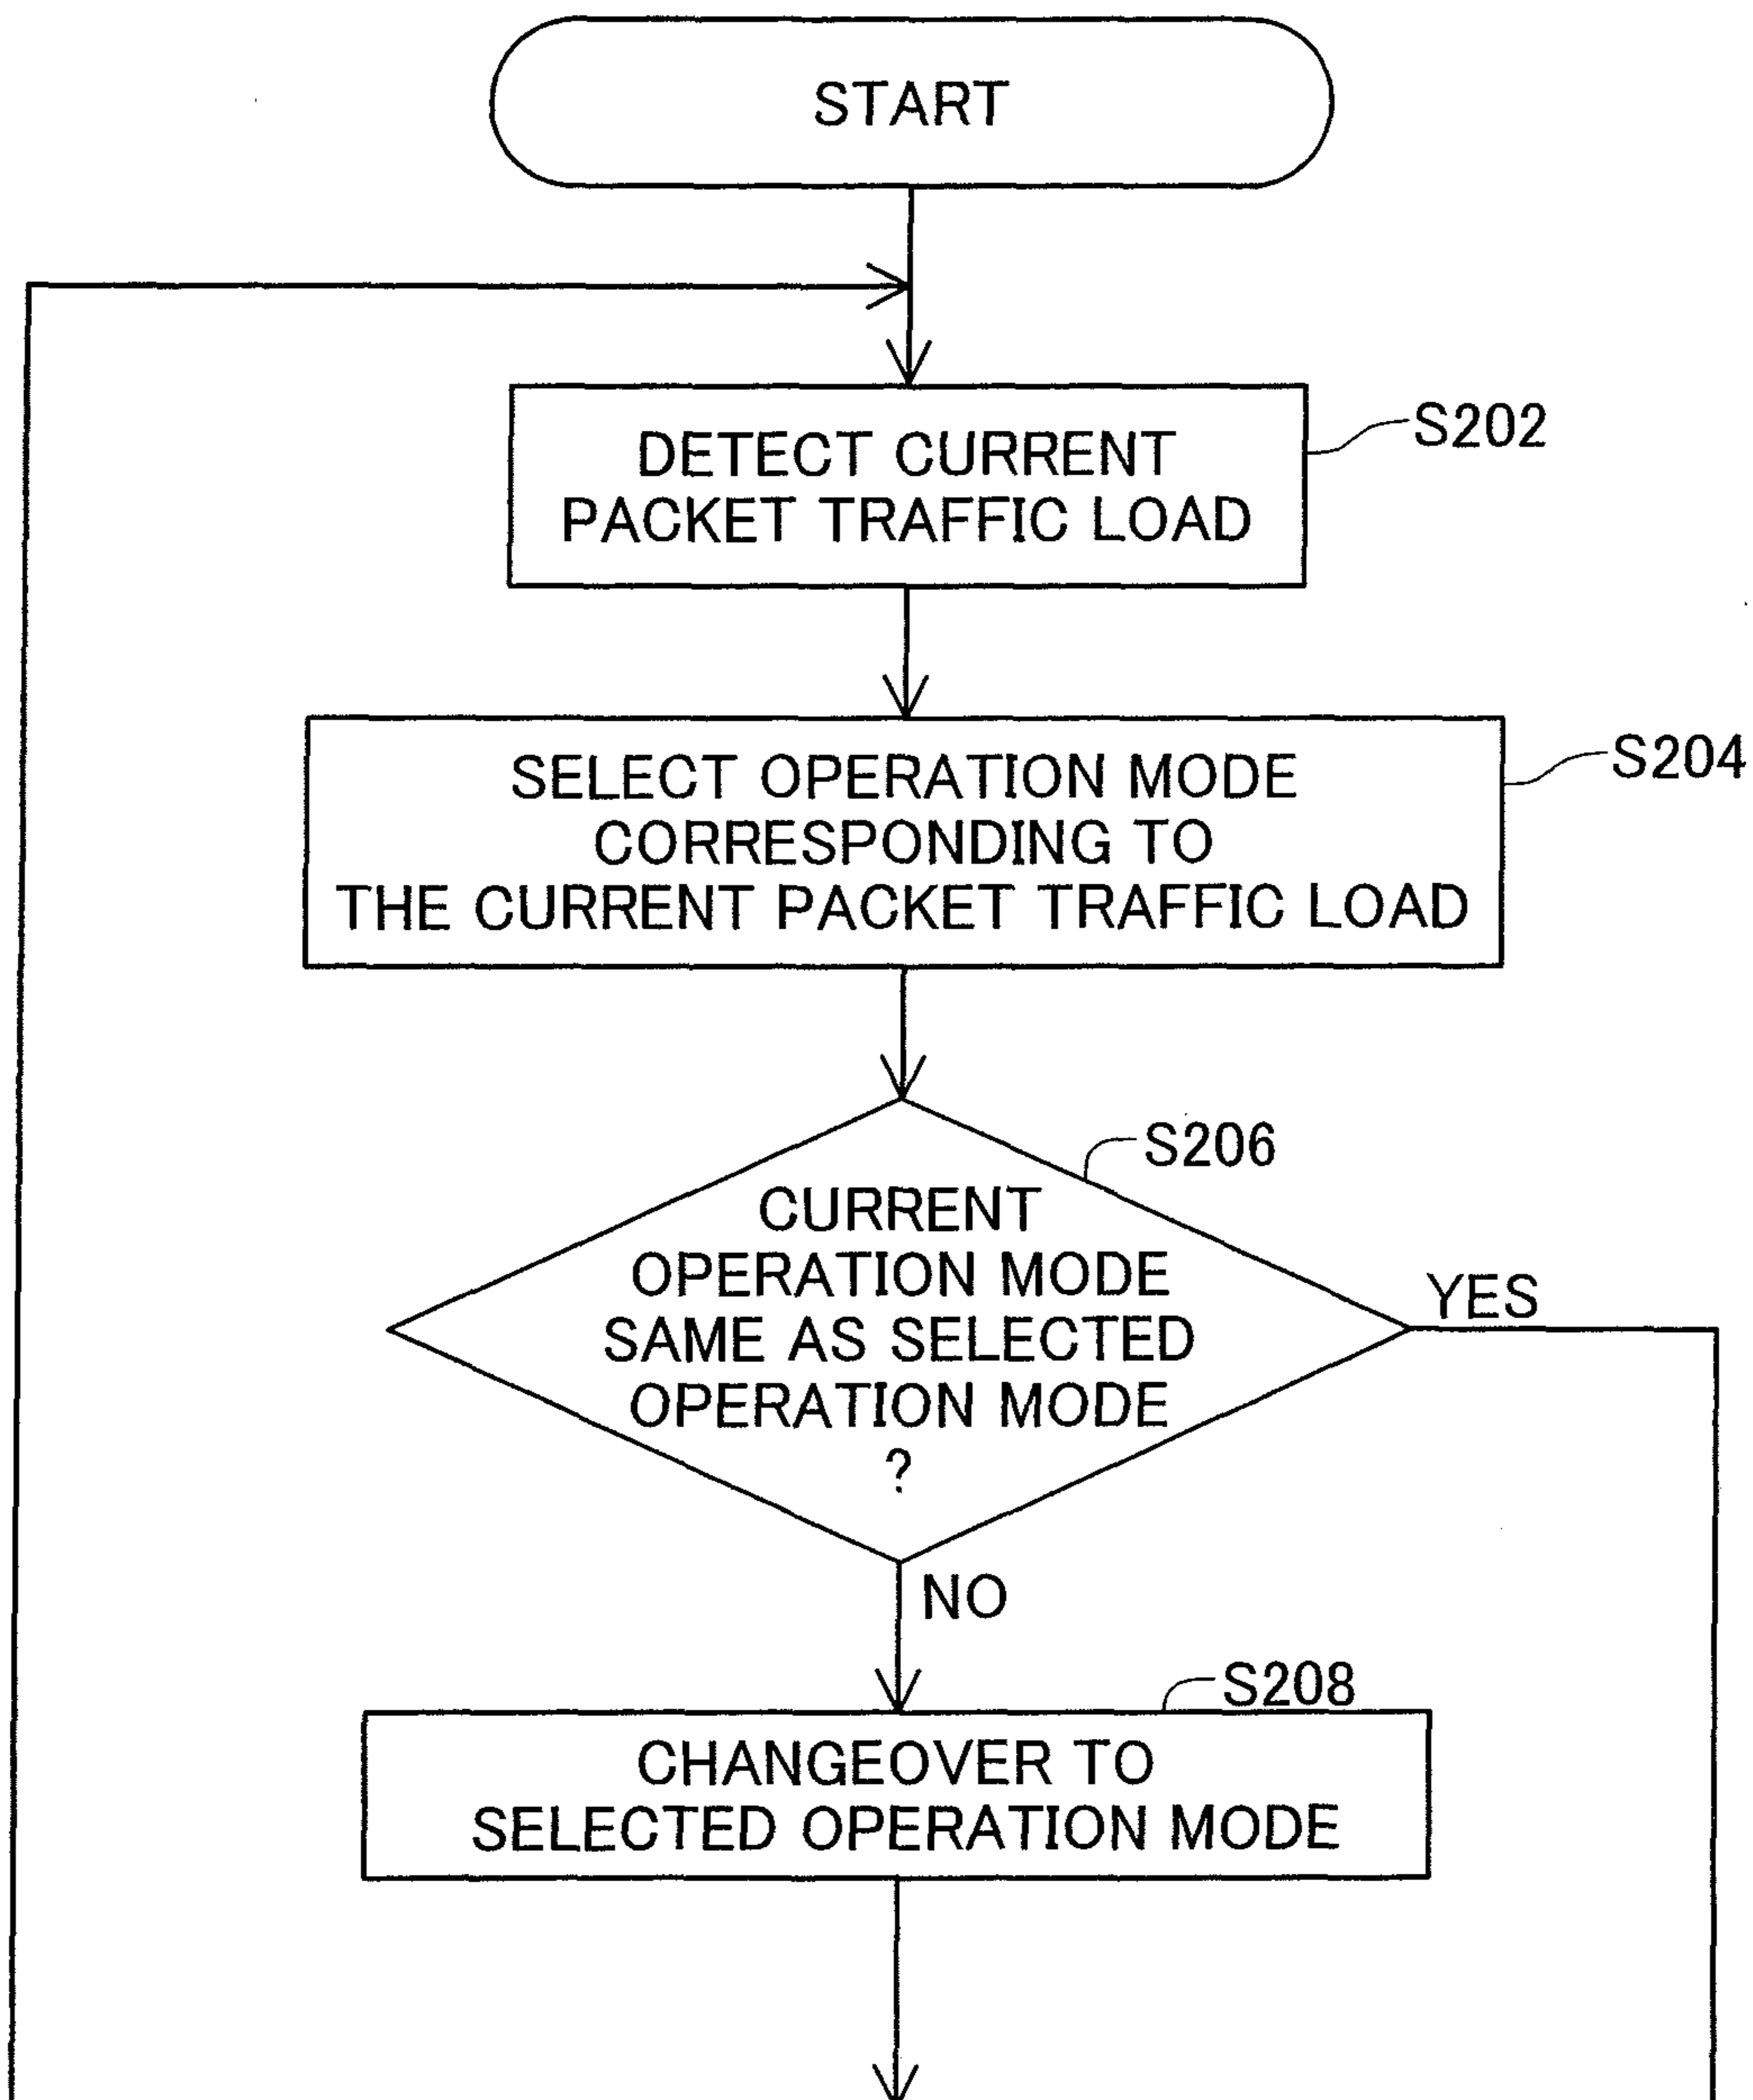 START
DETECT CURRENT
PACKET TRAFFIC LOAD
S202
SELECT OPERATION MODE
CORRESPONDING TO
THE CURRENT PACKET TRAFFIC LOAD
S204
S206
CURRENT
OPERATION MODE
SAME AS SELECTED
OPERATION MODE
?
YES
NO
S208
CHANGEOVER TO
SELECTED OPERATION MODE